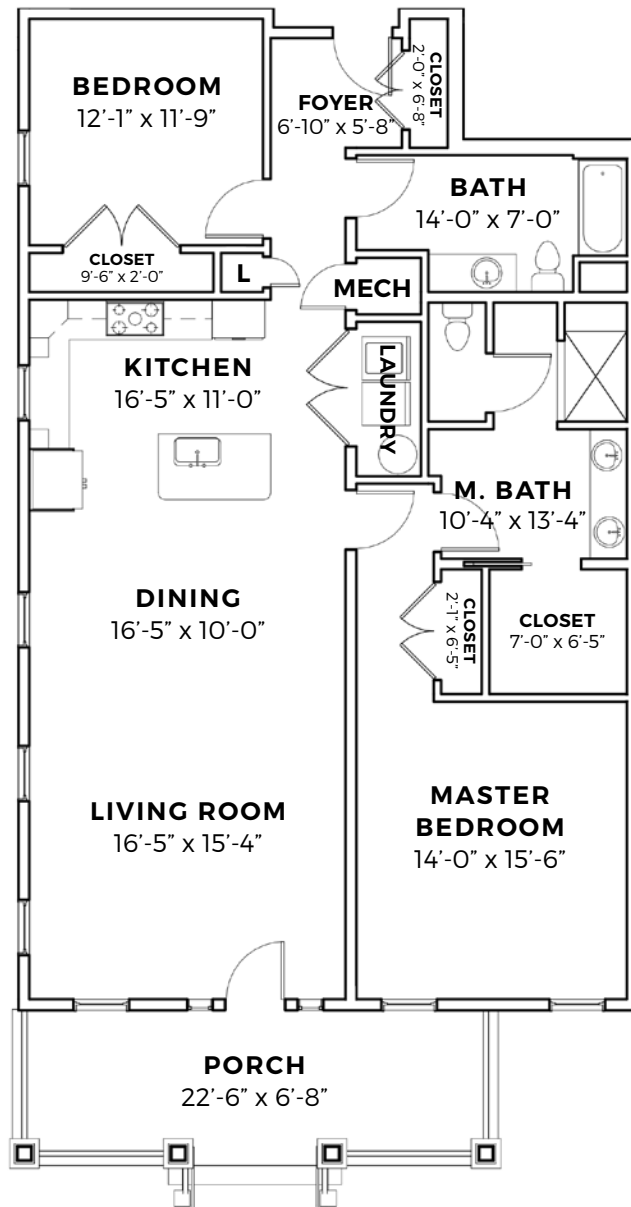 BEDROOM
12’-1” x 11’-9”
FOYER
6’-10” x 5’-8”
CLOSET
2’-0” x 6’-8”
BATH
14’-0” x 7’-0”
CLOSET
9’-6” x 2’-0”
L
MECH
KITCHEN
16’-5” x 11’-0”
LAUNDRY
M. BATH
10’-4” x 13’-4”
DINING
16’-5” x 10’-0”
CLOSET
2’-1” x 6’-5”
CLOSET
7’-0” x 6’-5”
LIVING ROOM
16’-5” x 15’-4”
MASTER
BEDROOM
14’-0” x 15’-6”
PORCH
22’-6” x 6’-8”